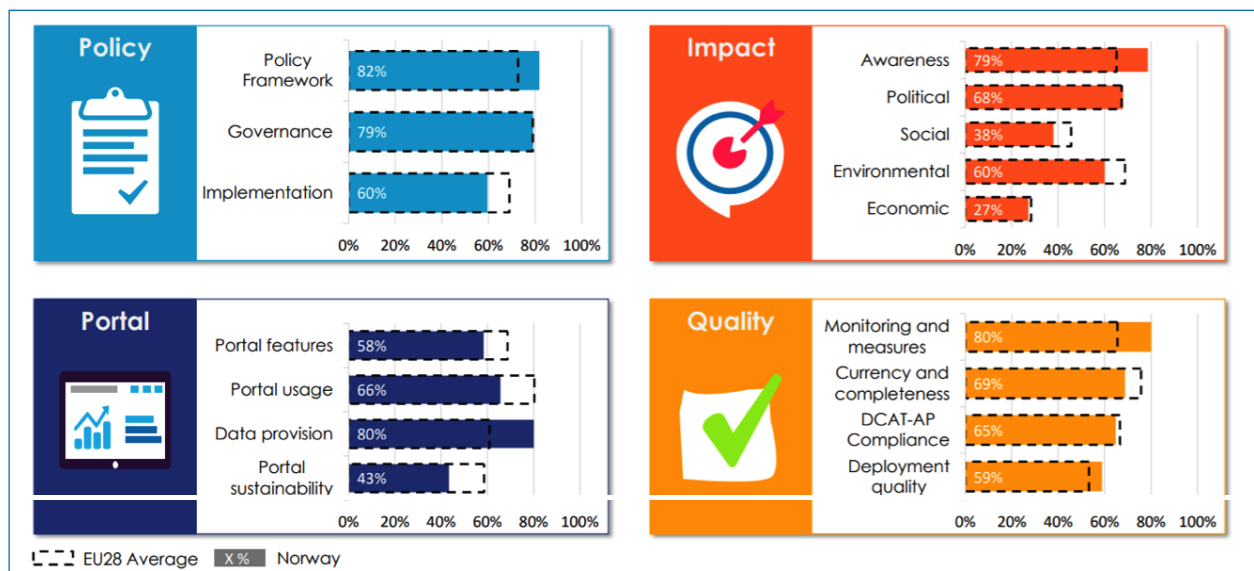 Policy
Policy
Framework
82%
Governance
79%
Implementation
60%
0% 20% 40% 60% 80% 100%
Impact
Awareness
79%
Political
68%
Social
38%
Environmental
60%
Economic
27%
0% 20% 40% 60% 80% 100%
Portal
Portal features
58%
Portal usage
66%
Data provision
80%
Portal
sustainability
43%
0% 20% 40% 60% 80% 100%
Quality
Monitoring and
measures
80%
Currency and
completeness
69%
DCAT-AP
Compliance
65%
Deployment
quality
59%
0% 20% 40% 60% 80% 100%
EU28 Average X % Norway